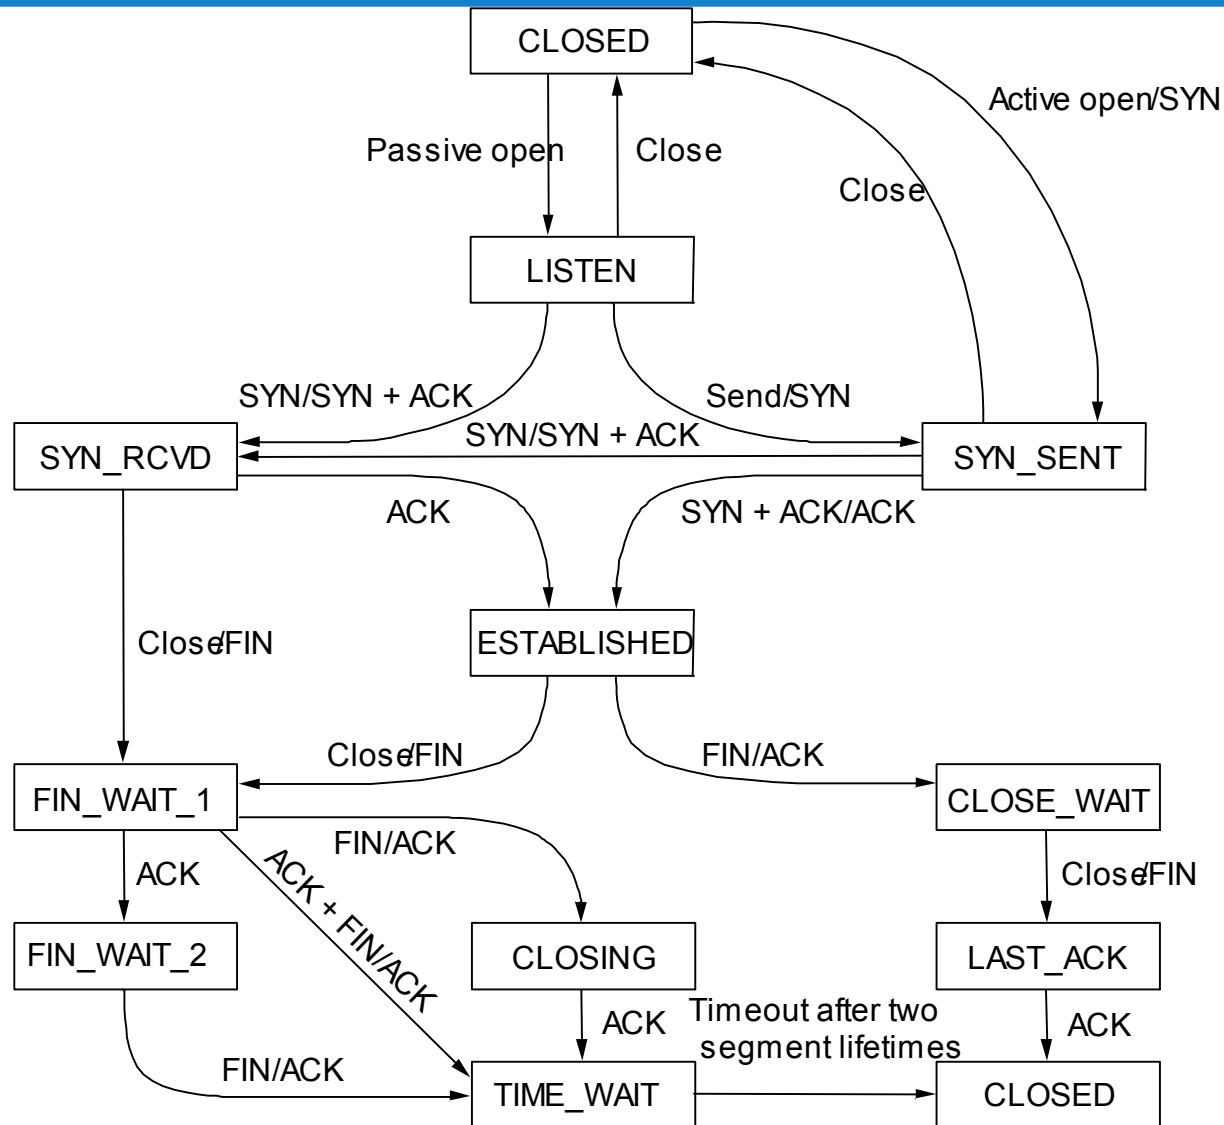 CLOSED
Active open/SYN
Passive open
Close
Close
LISTEN
SYN/SYN + ACK
Send/SYN
SYN/SYN + ACK
SYN_RCVD
SYN_SENT
ACK
SYN + ACK/ACK
Close/FIN
ESTABLISHED
Close/FIN
FIN/ACK
FIN_WAIT_1
CLOSE_WAIT
FIN/ACK
ACK
ACK + FIN/ACK
Close/FIN
FIN_WAIT_2
CLOSING
LAST_ACK
ACK
Timeout after two
segment lifetimes
ACK
FIN/ACK
TIME_WAIT
CLOSED